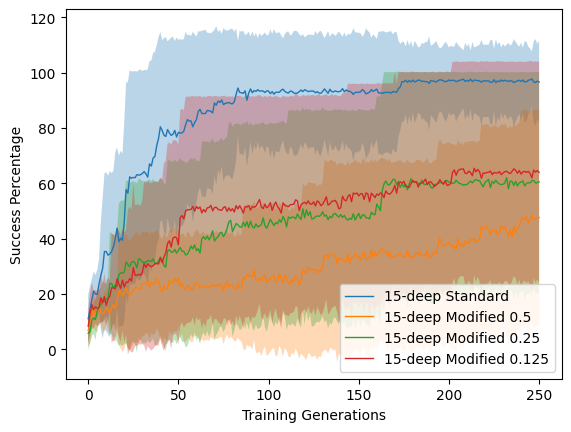 120
100
80
60
40
20
0
Success Percentage
15-deep Standard
15-deep Modified 0.5
15-deep Modified 0.25
15-deep Modified 0.125
0 50 100 150 200 250
Training Generations